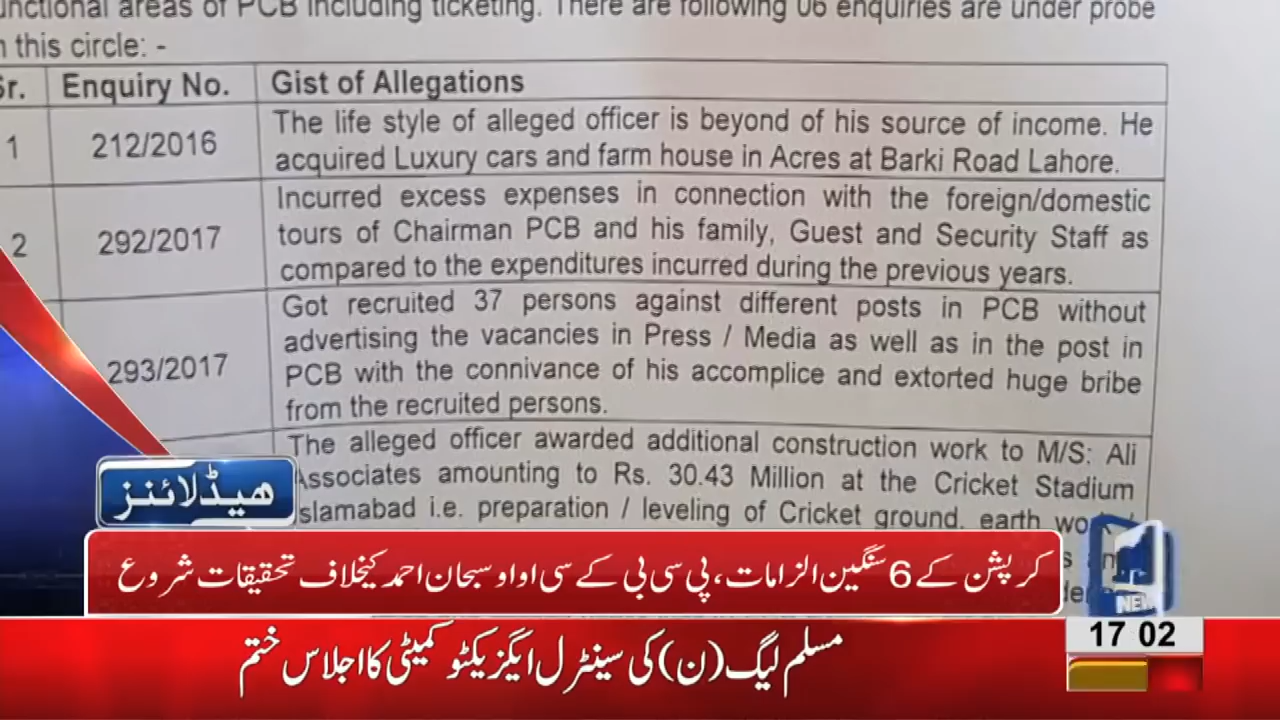 unctional areas of PCB including ticketing. There are following 06 enquiries are under probe
this circle: -
Sr. Enquiry No. Gist of Allegations
1 212/2016 The life style of alleged officer is beyond of his source of income. He
acquired Luxury cars and farm house in Acres at Barki Road Lahore.
Incurred excess expenses in connection with the foreign/domestic
2 292/2017 tours of Chairman PCB and his family, Guest and Security Staff as
compared to the expenditures incurred during the previous years.
Got recruited 37 persons against different posts in PCB without
advertising the vacancies in Press / Media as well as in the post in
293/2017 PCB with the connivance of his accomplice and extorted huge bribe
from the recruited persons.
The alleged officer awarded additional construction work to M/S: Ali
Associates amounting to Rs. 30.43 Million at the Cricket Stadium
Islamabad i.e. preparation / leveling of Cricket ground, earth work /
ھیڈلائنز
کرپشن کے 6 سنگین الزامات، پی سی بی کے سی او او سبحان احمد کیخلاف تحقیقات شروع
NEWS
17 02
مسلم لیگ (ن) کی سینٹرل ایگزیکٹو کمیٹی کا اجلاس ختم